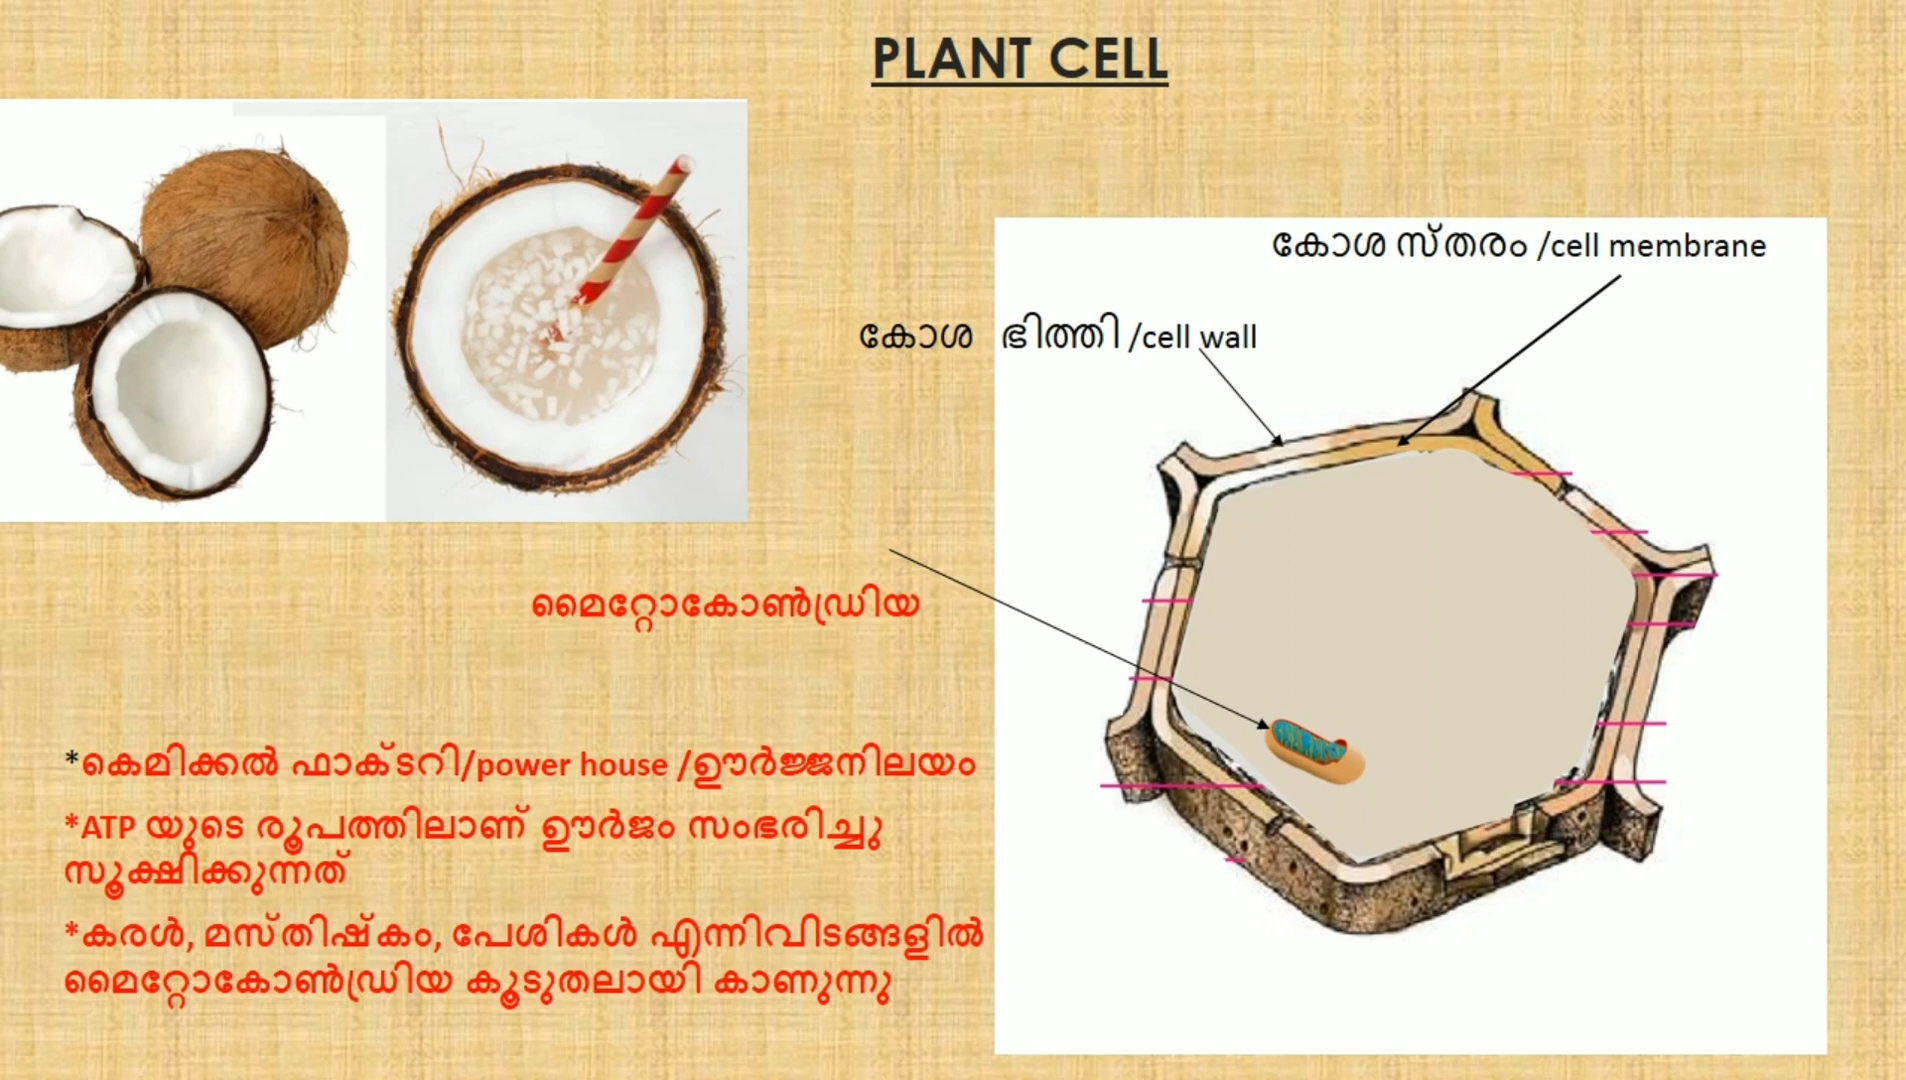 PLANT CELL
കോശ സ്തരം /cell membrane
കോശ ഭിത്തി /cell wall
മൈറ്റോകോൺഡ്രിയ
*കെമിക്കൽ ഫാക്ടറി/power house /ഊർജ്ജനിലയം
*ATP യുടെ രൂപത്തിലാണ് ഊർജം സംഭരിച്ചു
സൂക്ഷിക്കുന്നത്
*കരൾ, മസ്തിഷ്കം, പേശികൾ എന്നിവിടങ്ങളിൽ
മൈറ്റോകോൺഡ്രിയ കൂടുതലായി കാണുന്നു